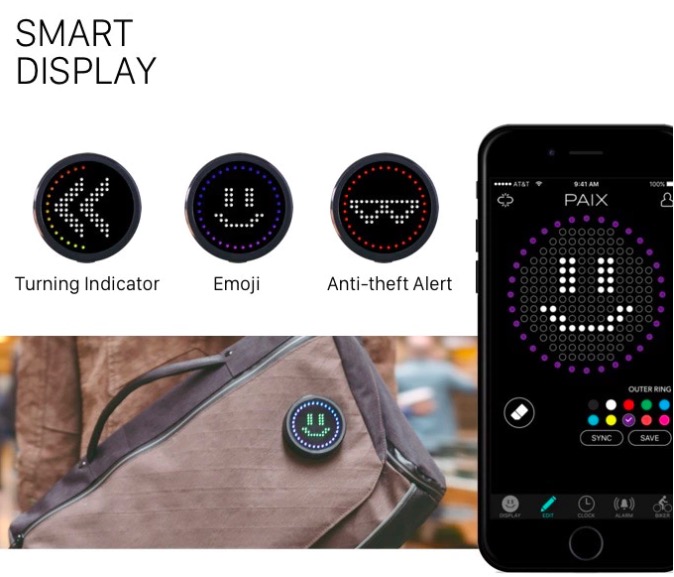 SMART
DISPLAY
Turning Indicator
Emoji
Anti-theft Alert
AT&T
9:41 AM
100%
PAIX
OUTER RING
SYNC
SAVE
DISPLAY
EDIT
CLOCK
ALARM
BIKER